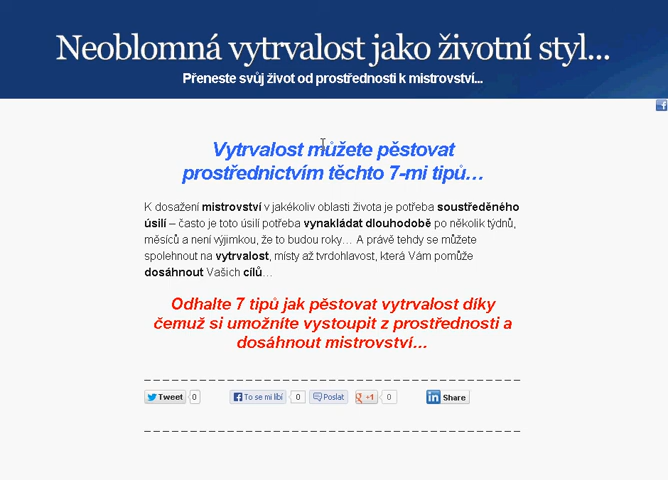 Neoblomná vytrvalost jako životní styl...
Přeneste svůj život od prostřednosti k mistrovství...
Vytrvalost můžete pěstovat
prostřednictvím těchto 7-mi tipů…
K dosažení mistrovství v jakékoliv oblasti života je potřeba soustředěného
úsilí – často je toto úsilí potřeba vynakládat dlouhodobě po několik týdnů,
měsíců a není výjimkou, že to budou roky… A právě tehdy se můžete
spolehnout na vytrvalost, místy až tvrdohlavost, která Vám pomůže
dosáhnout Vašich cílů…
Odhalte 7 tipů jak pěstovat vytrvalost díky
čemuž si umožníte vystoupit z prostřednosti a
dosáhnout mistrovství…
Tweet 0 To se mi líbí 0 Poslat +1 0 Share